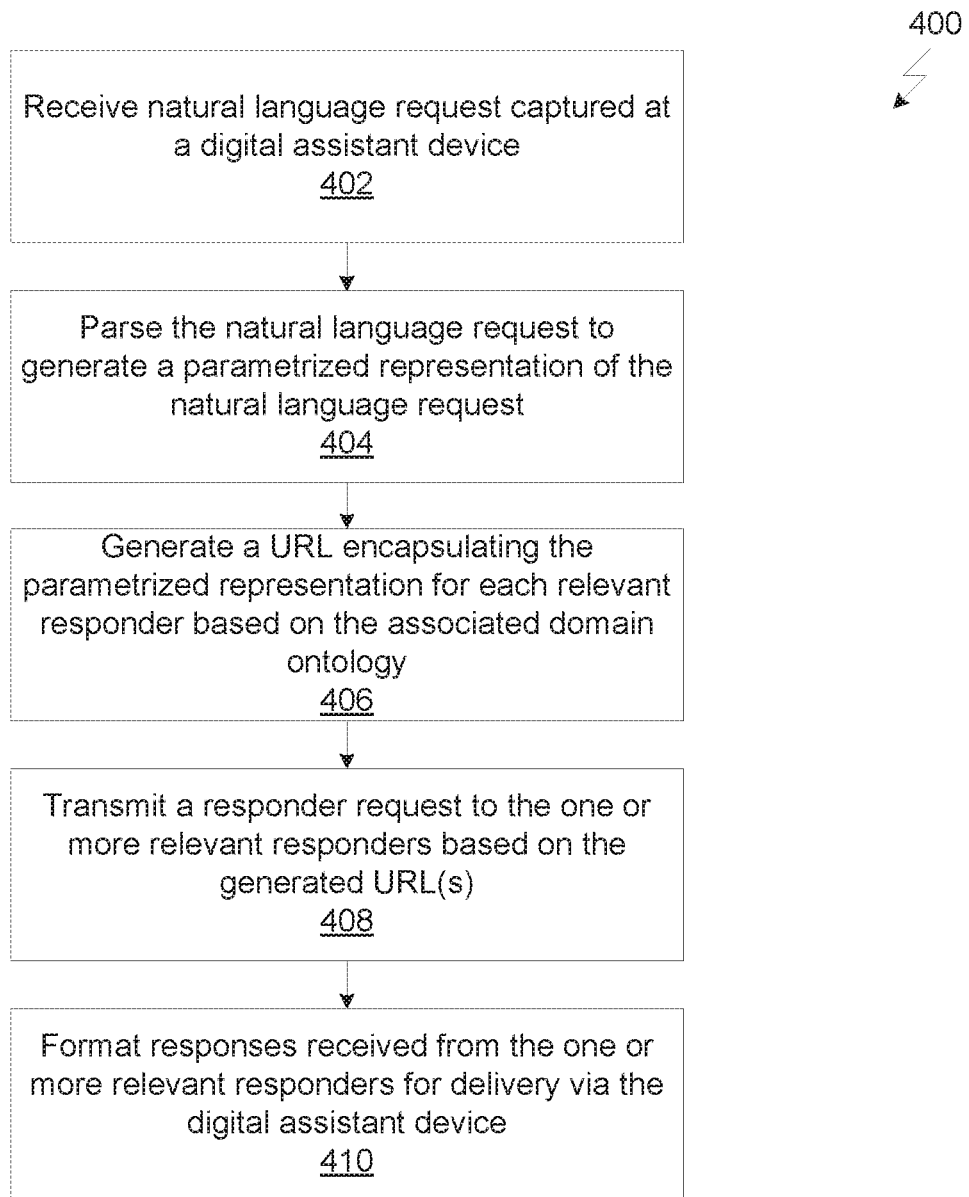 400
Receive natural language request captured at
a digital assistant device
402
Parse the natural language request to
generate a parametrized representation of the
natural language request
404
Generate a URL encapsulating the
parametrized representation for each relevant
responder based on the associated domain
ontology
406
Transmit a responder request to the one or
more relevant responders based on the
generated URL(s)
408
Format responses received from the one or
more relevant responders for delivery via the
digital assistant device
410